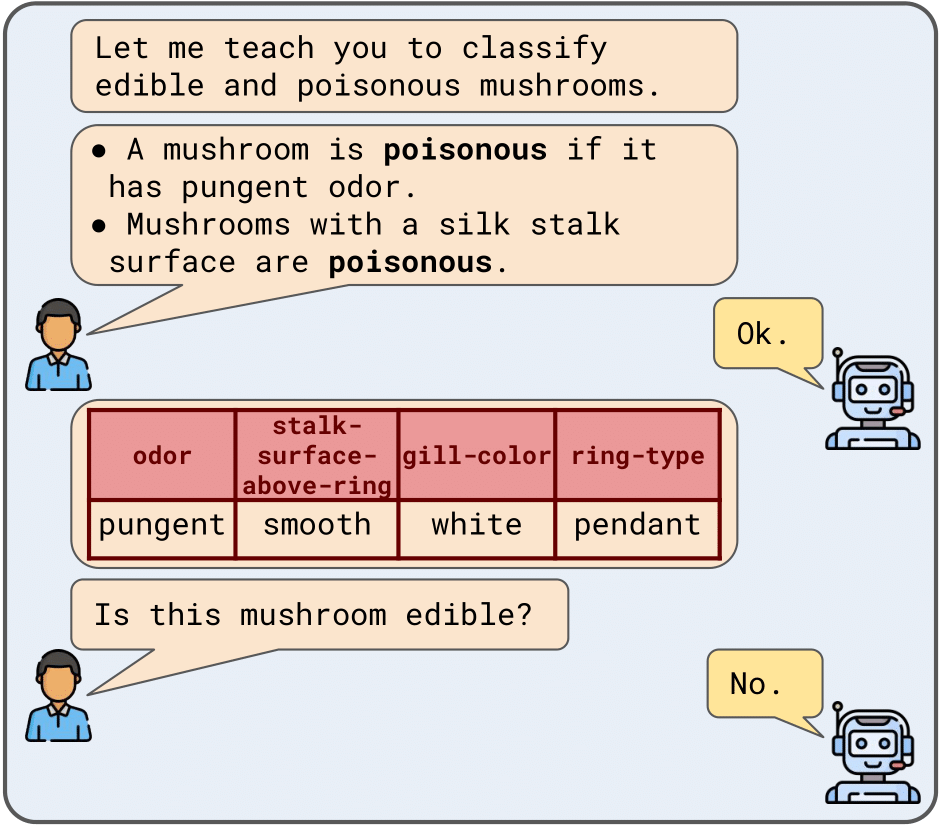 Let me teach you to classify
edible and poisonous mushrooms.
● A mushroom is poisonous if it
has pungent odor.
● Mushrooms with a silk stalk
surface are poisonous.
Ok.
odor
stalk-
surface-
above-ring
gill-color
ring-type
pungent
smooth
white
pendant
Is this mushroom edible?
No.